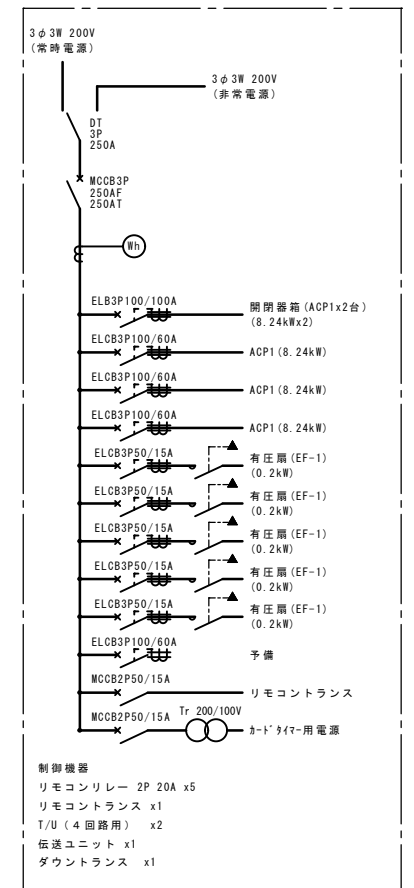 3φ3W 200V
(常時電源)
3φ3W 200V
(非常電源)
DT
3P
250A
MCCB3P
250AF
250AT
Wh
ELB3P100/100A
開閉器箱(ACP1x2台)
(8.24kWx2)
ELCB3P100/60A
ACP1(8.24kW)
ELCB3P100/60A
ACP1(8.24kW)
ELCB3P100/60A
ACP1(8.24kW)
ELCB3P50/15A
有圧扇(EF-1)
(0.2kW)
ELCB3P50/15A
有圧扇(EF-1)
(0.2kW)
ELCB3P50/15A
有圧扇(EF-1)
(0.2kW)
ELCB3P50/15A
有圧扇(EF-1)
(0.2kW)
ELCB3P50/15A
有圧扇(EF-1)
(0.2kW)
ELCB3P100/60A
予備
MCCB2P50/15A
リモコントランス
MCCB2P50/15A
Tr 200/100V
カードタイマー用電源
制御機器
リモコンリレー 2P 20A x5
リモコントランス x1
T/U(4回路用) x2
伝送ユニット x1
ダウントランス x1